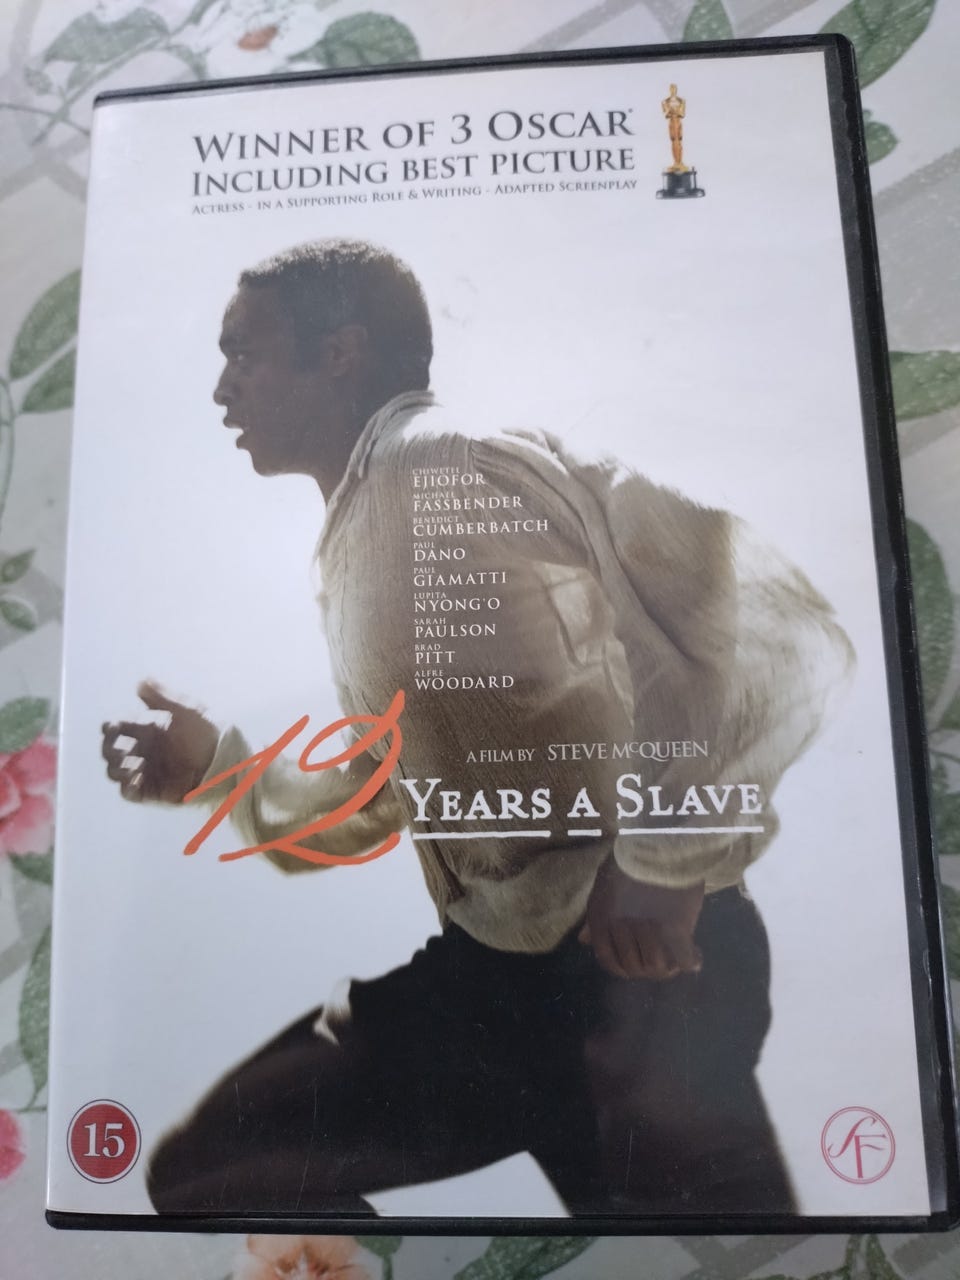 WINNER OF 3 OSCAR®
INCLUDING BEST PICTURE
ACTRESS - IN A SUPPORTING ROLE & WRITING - ADAPTED SCREENPLAY
CHIWETEL
EJIOFOR
MICHAEL
FASSBENDER
BENEDICT
CUMBERBATCH
PAUL
DANO
PAUL
GIAMATTI
LUPITA
NYONG'O
SARAH
PAULSON
BRAD
PITT
ALFRE
WOODARD
A FILM BY STEVE McQUEEN
12 YEARS A SLAVE
15
SF